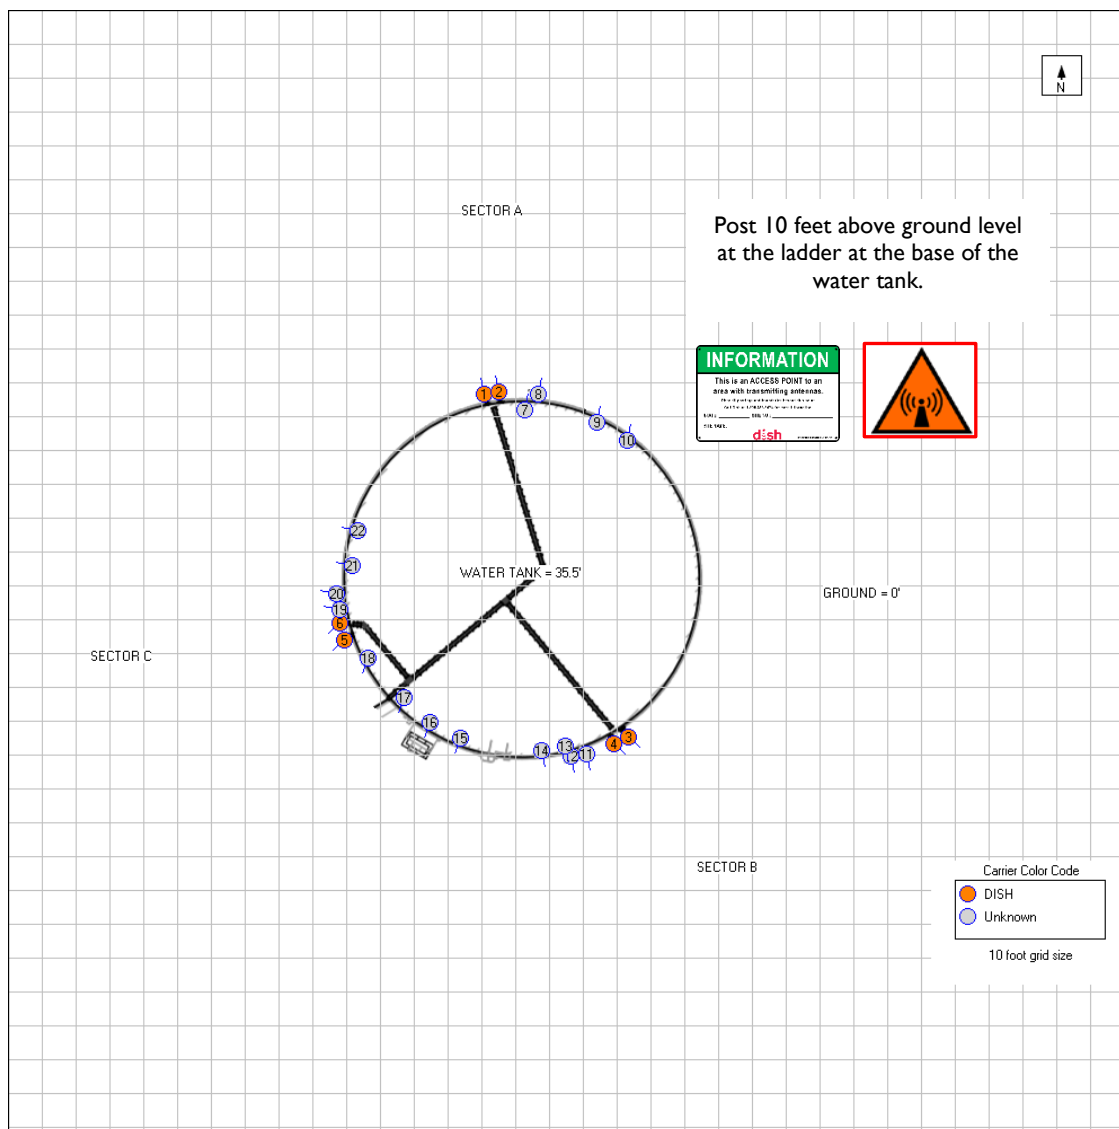 N
SECTOR A
Post 10 feet above ground level
at the ladder at the base of the
water tank.
INFORMATION
This is an ACCESS POINT to an
area with transmitting antennas.
dish
1
2
8
7
9
10
22
21
WATER TANK = 35.5'
20
GROUND = 0'
19
6
5
SECTOR C
18
17
16
15
14
13
12
11
4
3
SECTOR B
Carrier Color Code
DISH
Unknown
10 foot grid size